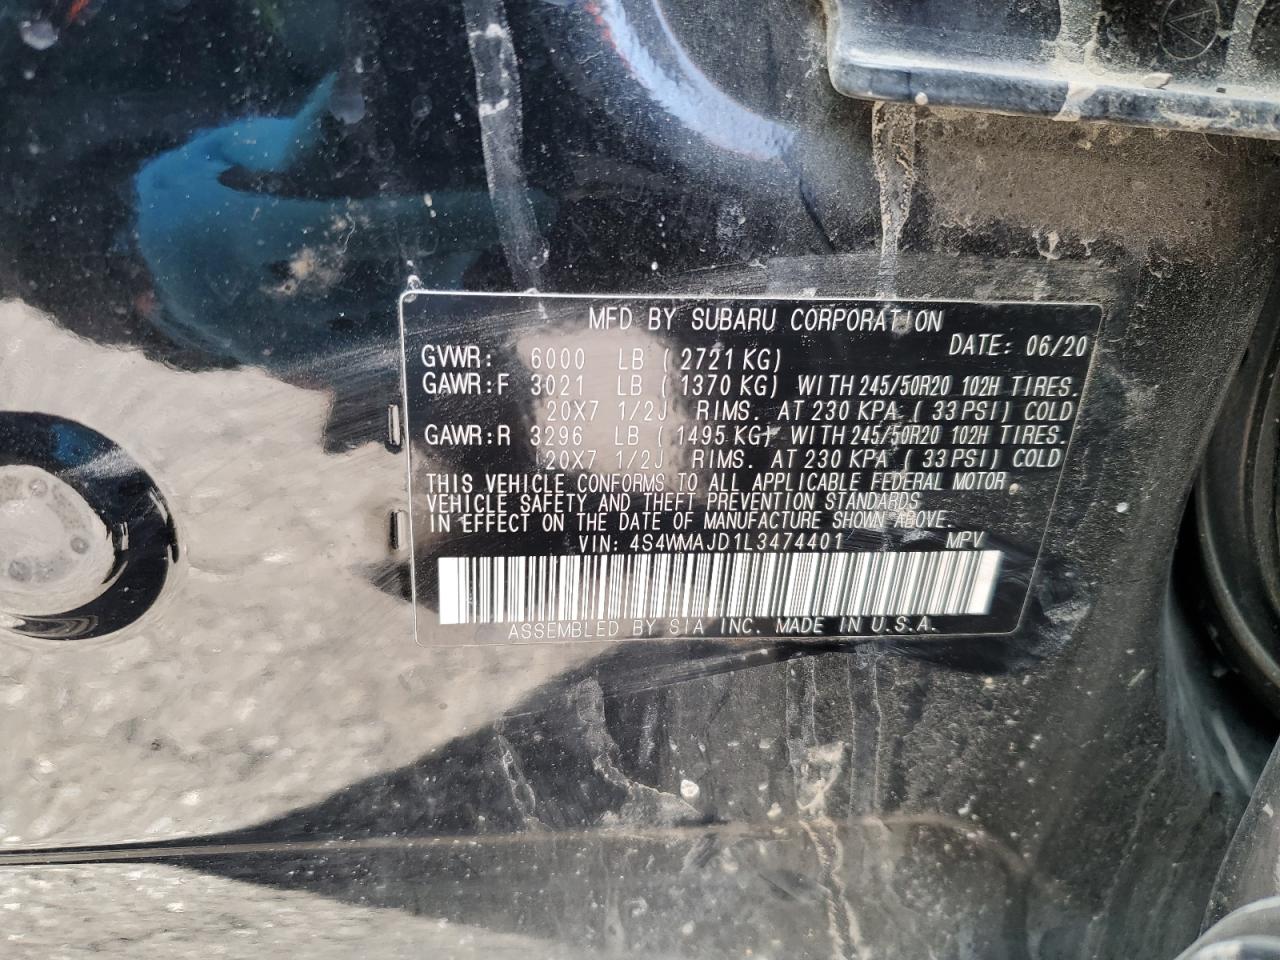 MFD BY SUBARU CORPORATION
DATE: 06/20
GVWR: 6000 LB ( 2721 KG)
GAWR:F 3021 LB ( 1370 KG) WITH 245/50R20 102H TIRES.
20X7 1/2J RIMS. AT 230 KPA ( 33 PSI) COLD
GAWR:R 3296 LB ( 1495 KG) WITH 245/50R20 102H TIRES.
20X7 1/2J RIMS. AT 230 KPA ( 33 PSI) COLD
THIS VEHICLE CONFORMS TO ALL APPLICABLE FEDERAL MOTOR
VEHICLE SAFETY AND THEFT PREVENTION STANDARDS
IN EFFECT ON THE DATE OF MANUFACTURE SHOWN ABOVE.
VIN: 4S4WMAJD1L3474401 MPV
ASSEMBLED BY SIA INC. MADE IN U.S.A.